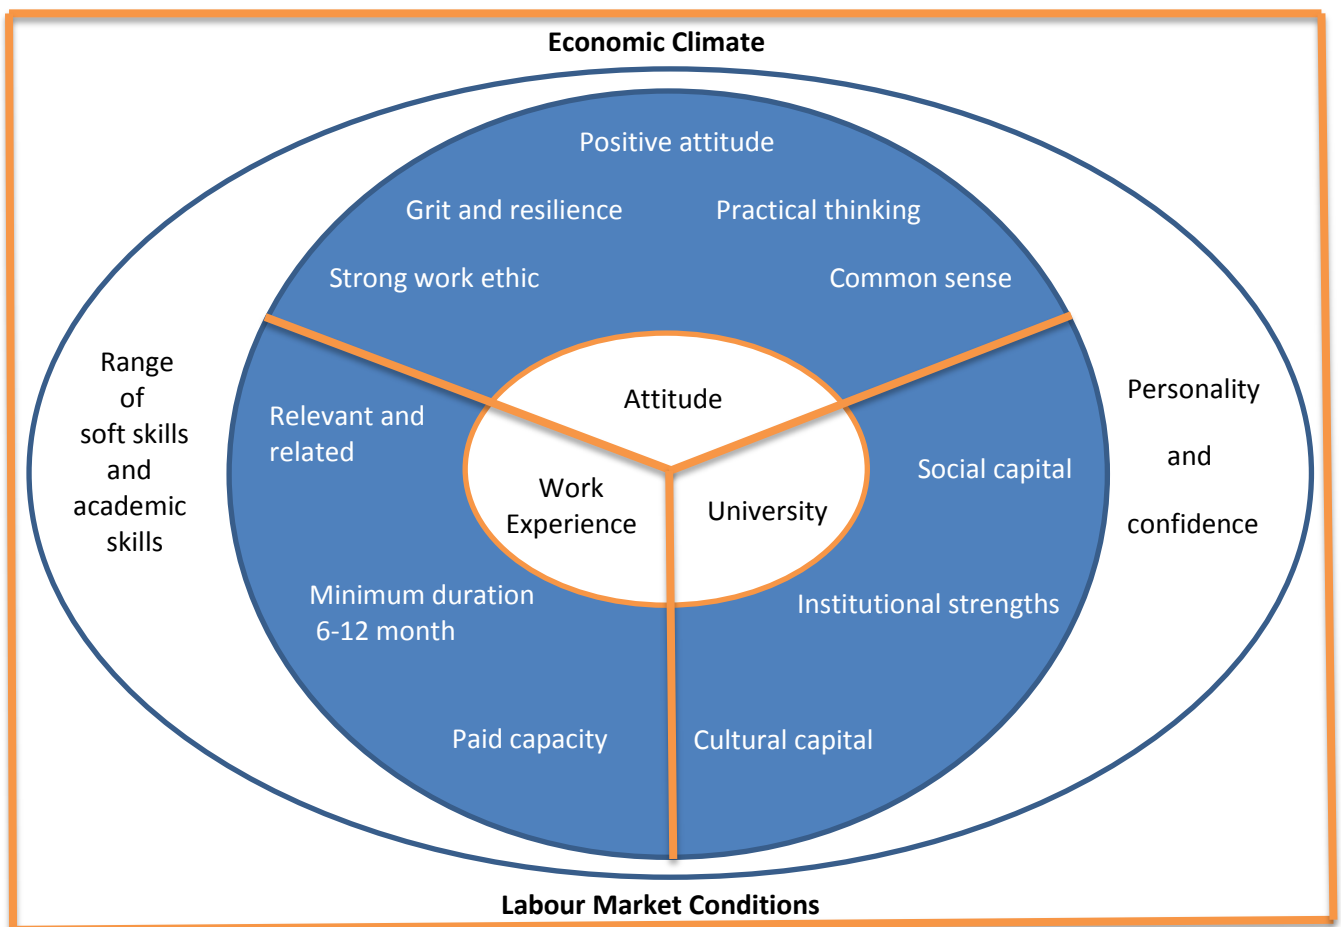 Economic Climate
Positive attitude
Grit and resilience
Practical thinking
Strong work ethic
Common sense
Range
of
soft skills
and
academic
skills
Relevant and
related
Attitude
Work
Experience
University
Social capital
Personality
and
confidence
Minimum duration
6-12 month
Institutional strengths
Paid capacity
Cultural capital
Labour Market Conditions